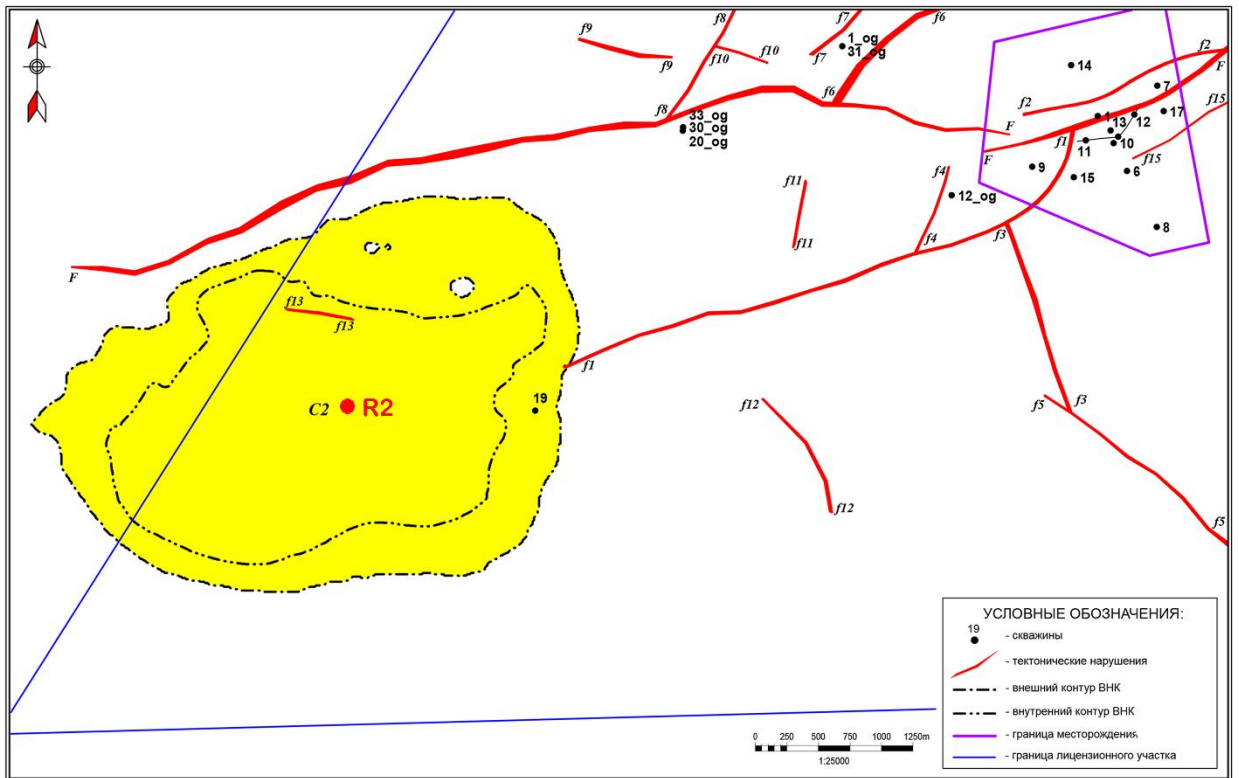 f9
f9
f8
f10
f10
f8
f7
f7
1_og
31_og
f6
f6
14
f2
f2
F
7
17
f15
f15
1
13
12
10
11
f1
F
F
33_og
30_og
20_og
9
15
6
8
f4
12_og
f4
f3
f11
f11
F
f13
f13
C2
R2
19
f1
f12
f12
f5
f3
f5
УСЛОВНЫЕ ОБОЗНАЧЕНИЯ:
19
- скважины
- тектонические нарушения
- внешний контур ВНК
- внутренний контур ВНК
- граница месторождения,
- граница лицензионного участка
0 250 500 750 1000 1250m
1:25000